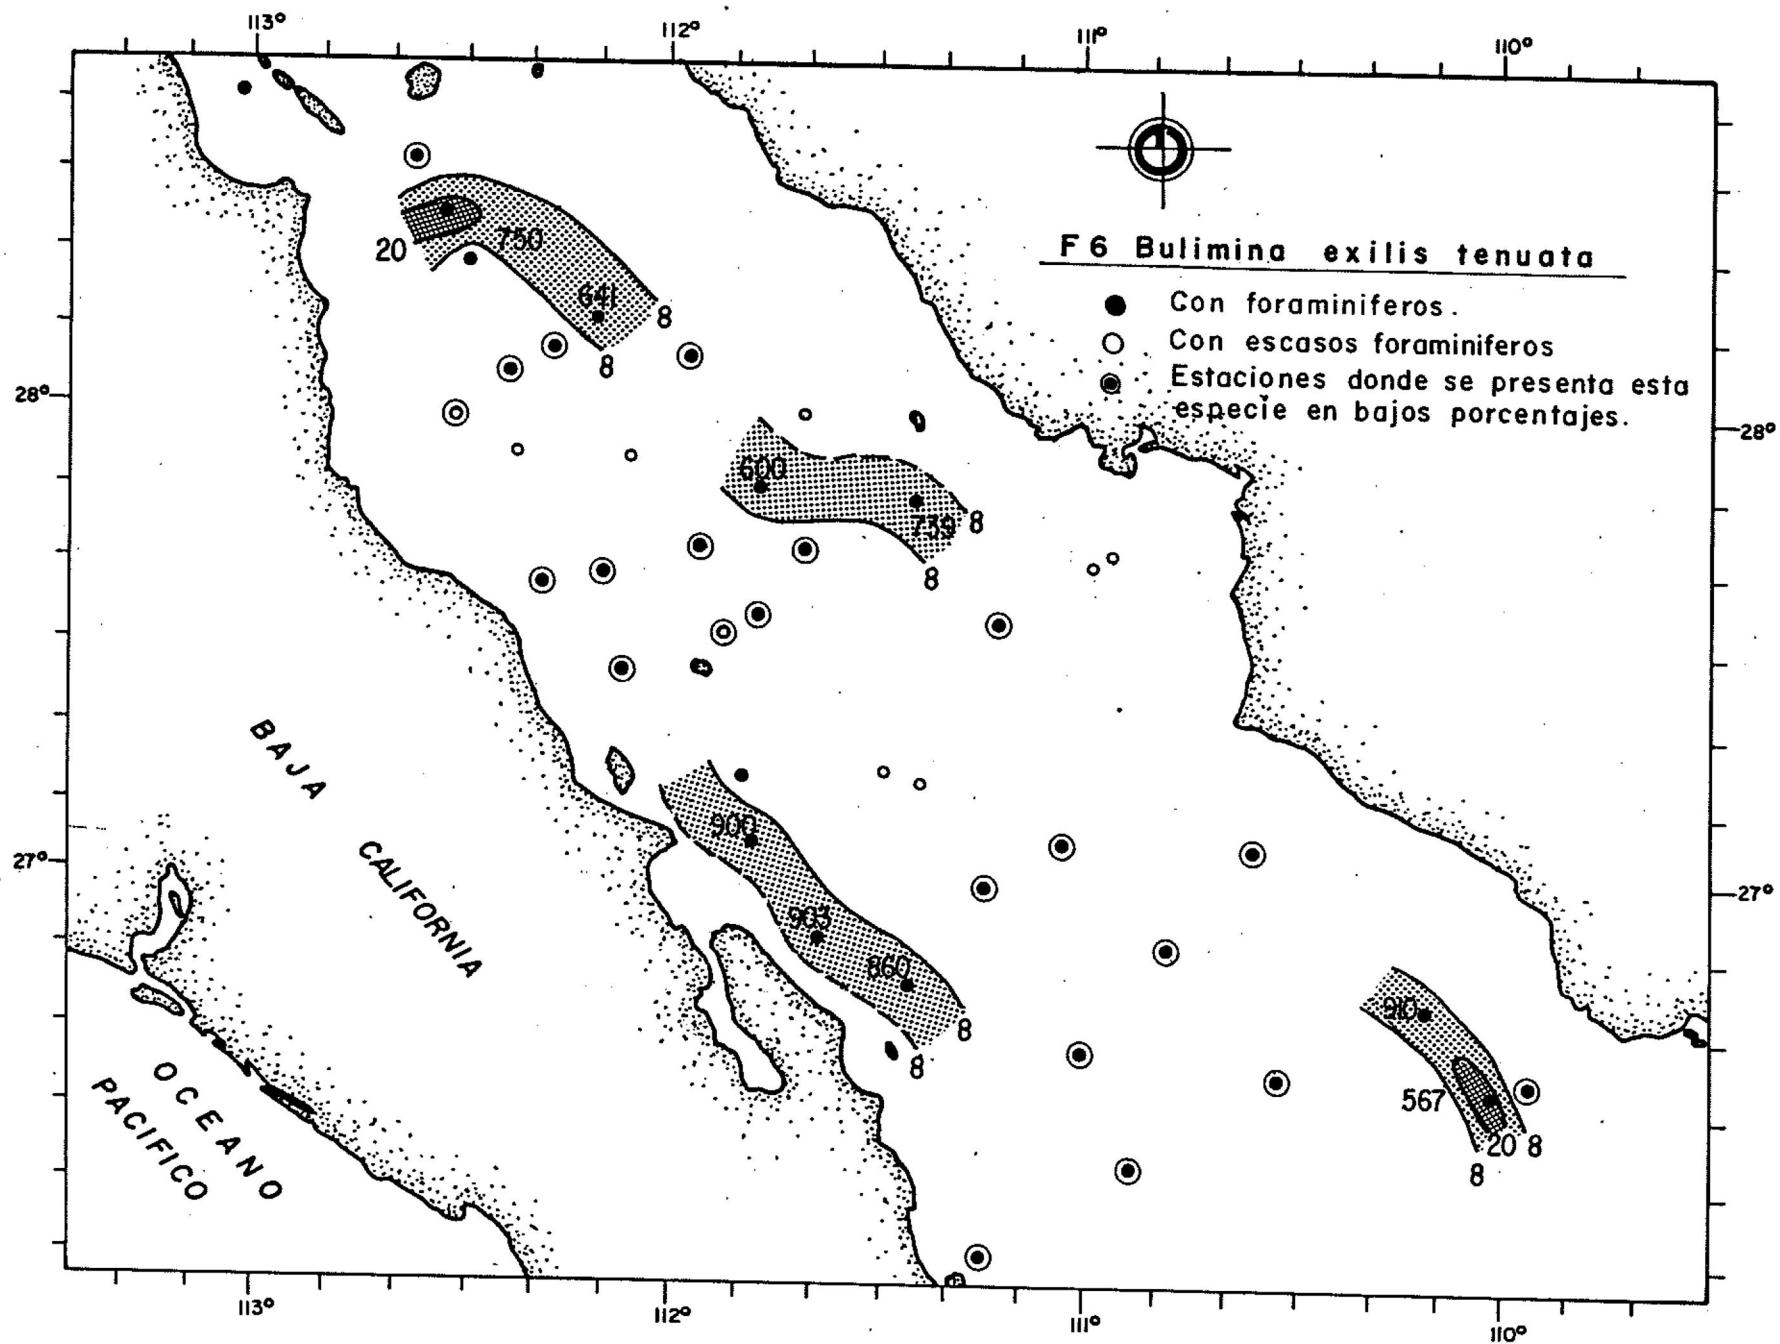 113° 112° 111° 110°
F6 Bulimina exilis tenuata
Con foraminiferos.
Con escasos foraminiferos
Estaciones donde se presenta esta
especie en bajos porcentajes.
20
750
641
8
8
28°
28°
600
739
8
8
BAJA
CALIFORNIA
27°
27°
900
903
860
8
8
910
567
20 8
8
OCEANO
PACIFICO
113° 112° 111° 110°